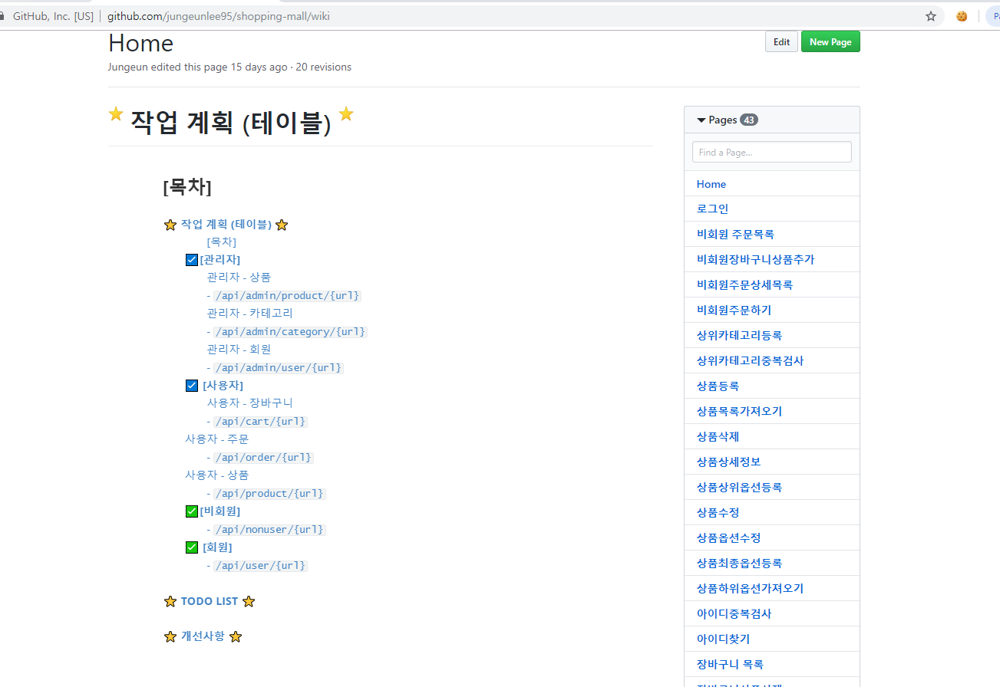 GitHub, Inc. [US] | github.com/jungeunlee95/shopping-mall/wiki
Home
Edit
New Page
Jungeun edited this page 15 days ago · 20 revisions
작업 계획 (테이블)
[목차]
작업 계획 (테이블)
[목차]
[관리자]
관리자 - 상품
- /api/admin/product/{url}
관리자 - 카테고리
- /api/admin/category/{url}
관리자 - 회원
- /api/admin/user/{url}
[사용자]
사용자 - 장바구니
- /api/cart/{url}
사용자 - 주문
- /api/order/{url}
사용자 - 상품
- /api/product/{url}
[비회원]
- /api/nonuser/{url}
[회원]
- /api/user/{url}
TODO LIST
개선사항
Pages 43
Find a Page...
Home
로그인
비회원 주문목록
비회원장바구니상품추가
비회원주문상세목록
비회원주문하기
상위카테고리등록
상위카테고리중복검사
상품등록
상품목록가져오기
상품삭제
상품상세정보
상품상위옵션등록
상품수정
상품옵션수정
상품최종옵션등록
상품하위옵션가져오기
아이디중복검사
아이디찾기
장바구니 목록